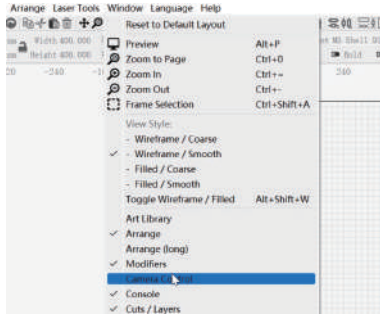 Arrange Laser Tools Window Language Help
Reset to Default Layout
Width 400.000
Height 400.000
Preview Alt+P
Zoom to Page Ctrl+0
Zoom In Ctrl+=
Zoom Out Ctrl+-
Frame Selection Ctrl+Shift+A
-240
240
View Style:
- Wireframe / Coarse
✓ - Wireframe / Smooth
- Filled / Coarse
- Filled / Smooth
Toggle Wireframe / Filled Alt+Shift+W
Art Library
✓ Arrange
Arrange (long)
✓ Modifiers
Camera Control
✓ Console
✓ Cuts / Layers
Bold